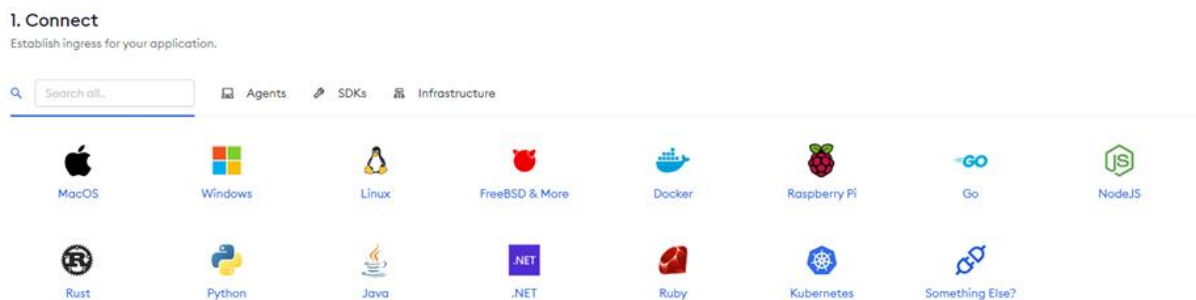 1. Connect
Establish ingress for your application.
Search all... Agents SDKs Infrastructure
MacOS Windows Linux FreeBSD & More Docker Raspberry Pi GO Go JS NodeJS
R Rust Python Java .NET .NET Ruby Kubernetes Something Else?